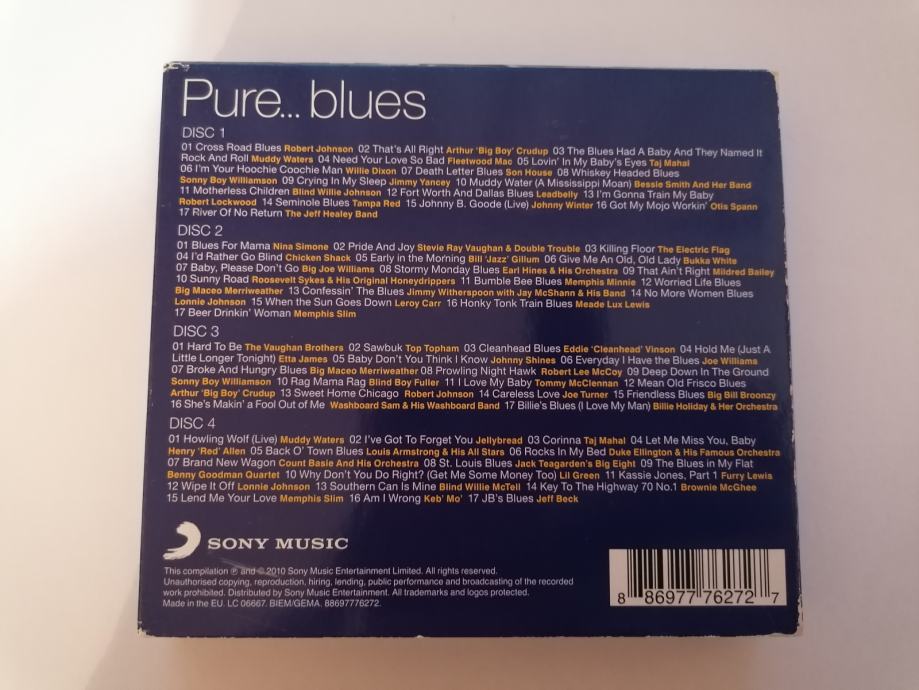 Pure... blues
DISC 1
01 Cross Road Blues Robert Johnson 02 That's All Right Arthur 'Big Boy' Crudup 03 The Blues Had A Baby And They Named It
Rock And Roll Muddy Waters 04 Need Your Love So Bad Fleetwood Mac 05 Lovin' In My Baby's Eyes Taj Mahal
06 I'm Your Hoochie Coochie Man Willie Dixon 07 Death Letter Blues Son House 08 Whiskey Headed Blues
Sonny Boy Williamson 09 Crying In My Sleep Jimmy Yancey 10 Muddy Water (A Mississippi Moan) Bessie Smith And Her Band
11 Motherless Children Blind Willie Johnson 12 Fort Worth And Dallas Blues Leadbelly 13 I'm Gonna Train My Baby
Robert Lockwood 14 Seminole Blues Tampa Red 15 Johnny B. Goode (Live) Johnny Winter 16 Got My Mojo Workin' Otis Spann
17 River Of No Return The Jeff Healey Band
DISC 2
01 Blues For Mama Nina Simone 02 Pride And Joy Stevie Ray Vaughan & Double Trouble 03 Killing Floor The Electric Flag
04 I'd Rather Go Blind Chicken Shack 05 Early in the Morning Bill 'Jazz' Gillum 06 Give Me An Old, Old Lady Bukka White
07 Baby, Please Don't Go Big Joe Williams 08 Stormy Monday Blues Earl Hines & His Orchestra 09 That Ain't Right Mildred Bailey
10 Sunny Road Roosevelt Sykes & His Original Honeydrippers 11 Bumble Bee Blues Memphis Minnie 12 Worried Life Blues
Big Maceo Merriweather 13 Confessin' The Blues Jimmy Witherspoon with Jay McShann & His Band 14 No More Women Blues
Lonnie Johnson 15 When the Sun Goes Down Leroy Carr 16 Honky Tonk Train Blues Meade Lux Lewis
17 Beer Drinkin' Woman Memphis Slim
DISC 3
01 Hard To Be The Vaughan Brothers 02 Sawbuk Top Topham 03 Cleanhead Blues Eddie 'Cleanhead' Vinson 04 Hold Me (Just A
Little Longer Tonight) Etta James 05 Baby Don't You Think I Know Johnny Shines 06 Everyday I Have the Blues Joe Williams
07 Broke And Hungry Blues Big Maceo Merriweather 08 Prowling Night Hawk Robert Lee McCoy 09 Deep Down In The Ground
Sonny Boy Williamson 10 Rag Mama Rag Blind Boy Fuller 11 I Love My Baby Tommy McClennan 12 Mean Old Frisco Blues
Arthur 'Big Boy' Crudup 13 Sweet Home Chicago Robert Johnson 14 Careless Love Joe Turner 15 Friendless Blues Big Bill Broonzy
16 She's Makin' a Fool Out of Me Washboard Sam & His Washboard Band 17 Billie's Blues (I Love My Man) Billie Holiday & Her Orchestra
DISC 4
01 Howling Wolf (Live) Muddy Waters 02 I've Got To Forget You Jellybread 03 Corinna Taj Mahal 04 Let Me Miss You, Baby
Henry 'Red' Allen 05 Back O' Town Blues Louis Armstrong & His All Stars 06 Rocks In My Bed Duke Ellington & His Famous Orchestra
07 Brand New Wagon Count Basie And His Orchestra 08 St. Louis Blues Jack Teagarden's Big Eight 09 The Blues in My Flat
Benny Goodman Quartet 10 Why Don't You Do Right? (Get Me Some Money Too) Lil Green 11 Kassie Jones, Part 1 Furry Lewis
12 Wipe It Off Lonnie Johnson 13 Southern Can Is Mine Blind Willie McTell 14 Key To The Highway 70 No.1 Brownie McGhee
15 Lend Me Your Love Memphis Slim 16 Am I Wrong Keb' Mo' 17 JB's Blues Jeff Beck
SONY MUSIC
This compilation ℗ and © 2010 Sony Music Entertainment Limited. All rights reserved.
Unauthorised copying, reproduction, hiring, lending, public performance and broadcasting of the recorded
work prohibited. Distributed by Sony Music Entertainment. All trademarks and logos protected.
Made in the EU. LC 06667. BIEM/GEMA. 88697776272.
8 86977 76272 7